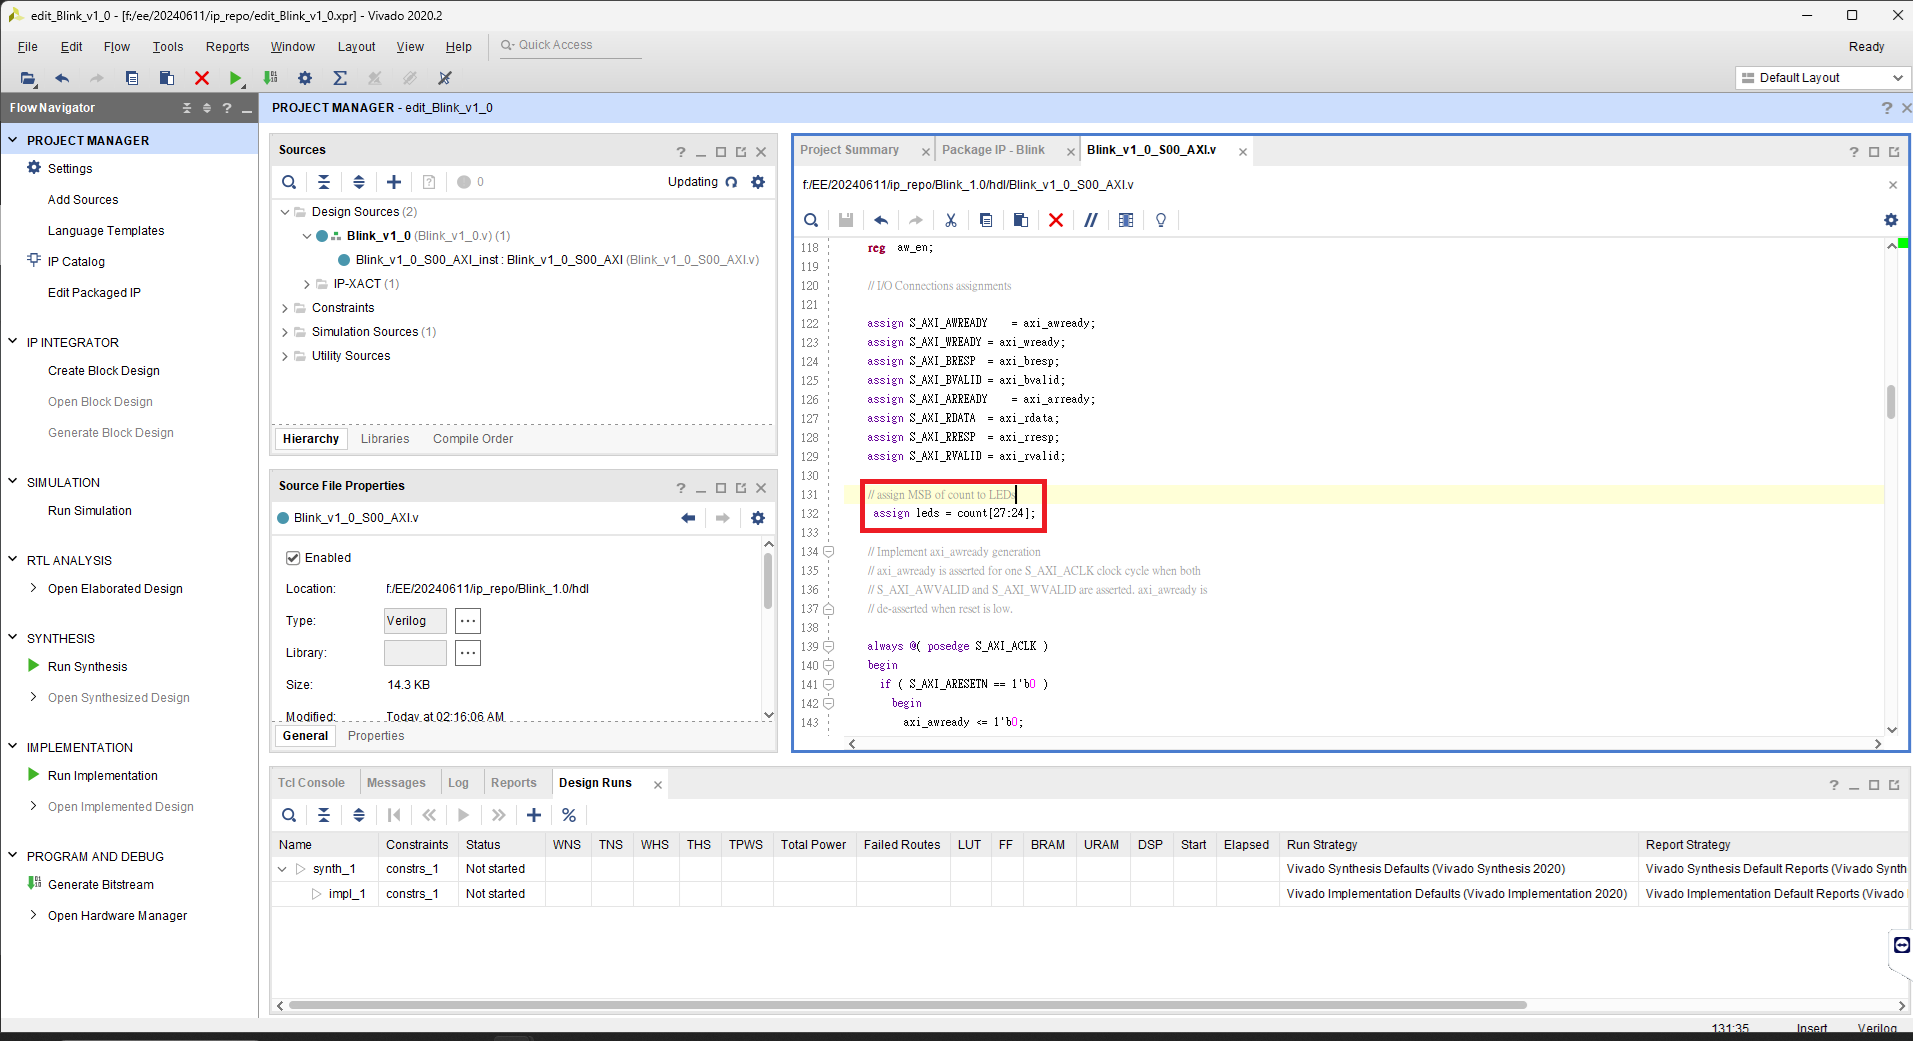 edit_Blink_v1_0 - [f:/ee/20240611/ip_repo/edit_Blink_v1_0.xpr] - Vivado 2020.2
File Edit Flow Tools Reports Window Layout View Help Quick Access Ready
Default Layout
Flow Navigator
PROJECT MANAGER
Settings
Add Sources
Language Templates
IP Catalog
Edit Packaged IP
IP INTEGRATOR
Create Block Design
Open Block Design
Generate Block Design
SIMULATION
Run Simulation
RTL ANALYSIS
Open Elaborated Design
SYNTHESIS
Run Synthesis
Open Synthesized Design
IMPLEMENTATION
Run Implementation
Open Implemented Design
PROGRAM AND DEBUG
Generate Bitstream
Open Hardware Manager
PROJECT MANAGER - edit_Blink_v1_0
Sources
0 Updating
Design Sources (2)
Blink_v1_0 (Blink_v1_0.v) (1)
Blink_v1_0_S00_AXI_inst : Blink_v1_0_S00_AXI (Blink_v1_0_S00_AXI.v)
IP-XACT (1)
Constraints
Simulation Sources (1)
Utility Sources
Hierarchy Libraries Compile Order
Source File Properties
Blink_v1_0_S00_AXI.v
Enabled
Location: f:/EE/20240611/ip_repo/Blink_1.0/hdl
Type: Verilog
Library:
Size: 14.3 KB
Modified: Today at 02:16:06 AM
General Properties
Project Summary Package IP - Blink Blink_v1_0_S00_AXI.v
f:/EE/20240611/ip_repo/Blink_1.0/hdl/Blink_v1_0_S00_AXI.v
118 reg aw_en;
119
120 // I/O Connections assignments
121
122 assign S_AXI_AWREADY = axi_awready;
123 assign S_AXI_WREADY = axi_wready;
124 assign S_AXI_BRESP = axi_bresp;
125 assign S_AXI_BVALID = axi_bvalid;
126 assign S_AXI_ARREADY = axi_arready;
127 assign S_AXI_RDATA = axi_rdata;
128 assign S_AXI_RRESP = axi_rresp;
129 assign S_AXI_RVALID = axi_rvalid;
130
131 // assign MSB of count to LEDs
132 assign leds = count[27:24];
133
134 // Implement axi_awready generation
135 // axi_awready is asserted for one S_AXI_ACLK clock cycle when both
136 // S_AXI_AWVALID and S_AXI_WVALID are asserted. axi_awready is
137 // de-asserted when reset is low.
138
139 always @( posedge S_AXI_ACLK )
140 begin
141 if ( S_AXI_ARESETN == 1'b0 )
142 begin
143 axi_awready <= 1'b0;
Tcl Console Messages Log Reports Design Runs
Name Constraints Status WNS TNS WHS THS TPWS Total Power Failed Routes LUT FF BRAM URAM DSP Start Elapsed Run Strategy Report Strategy
synth_1 constrs_1 Not started Vivado Synthesis Defaults (Vivado Synthesis 2020) Vivado Synthesis Default Reports (Vivado Synth
impl_1 constrs_1 Not started Vivado Implementation Defaults (Vivado Implementation 2020) Vivado Implementation Default Reports (Vivado
131:35 Insert Verilog